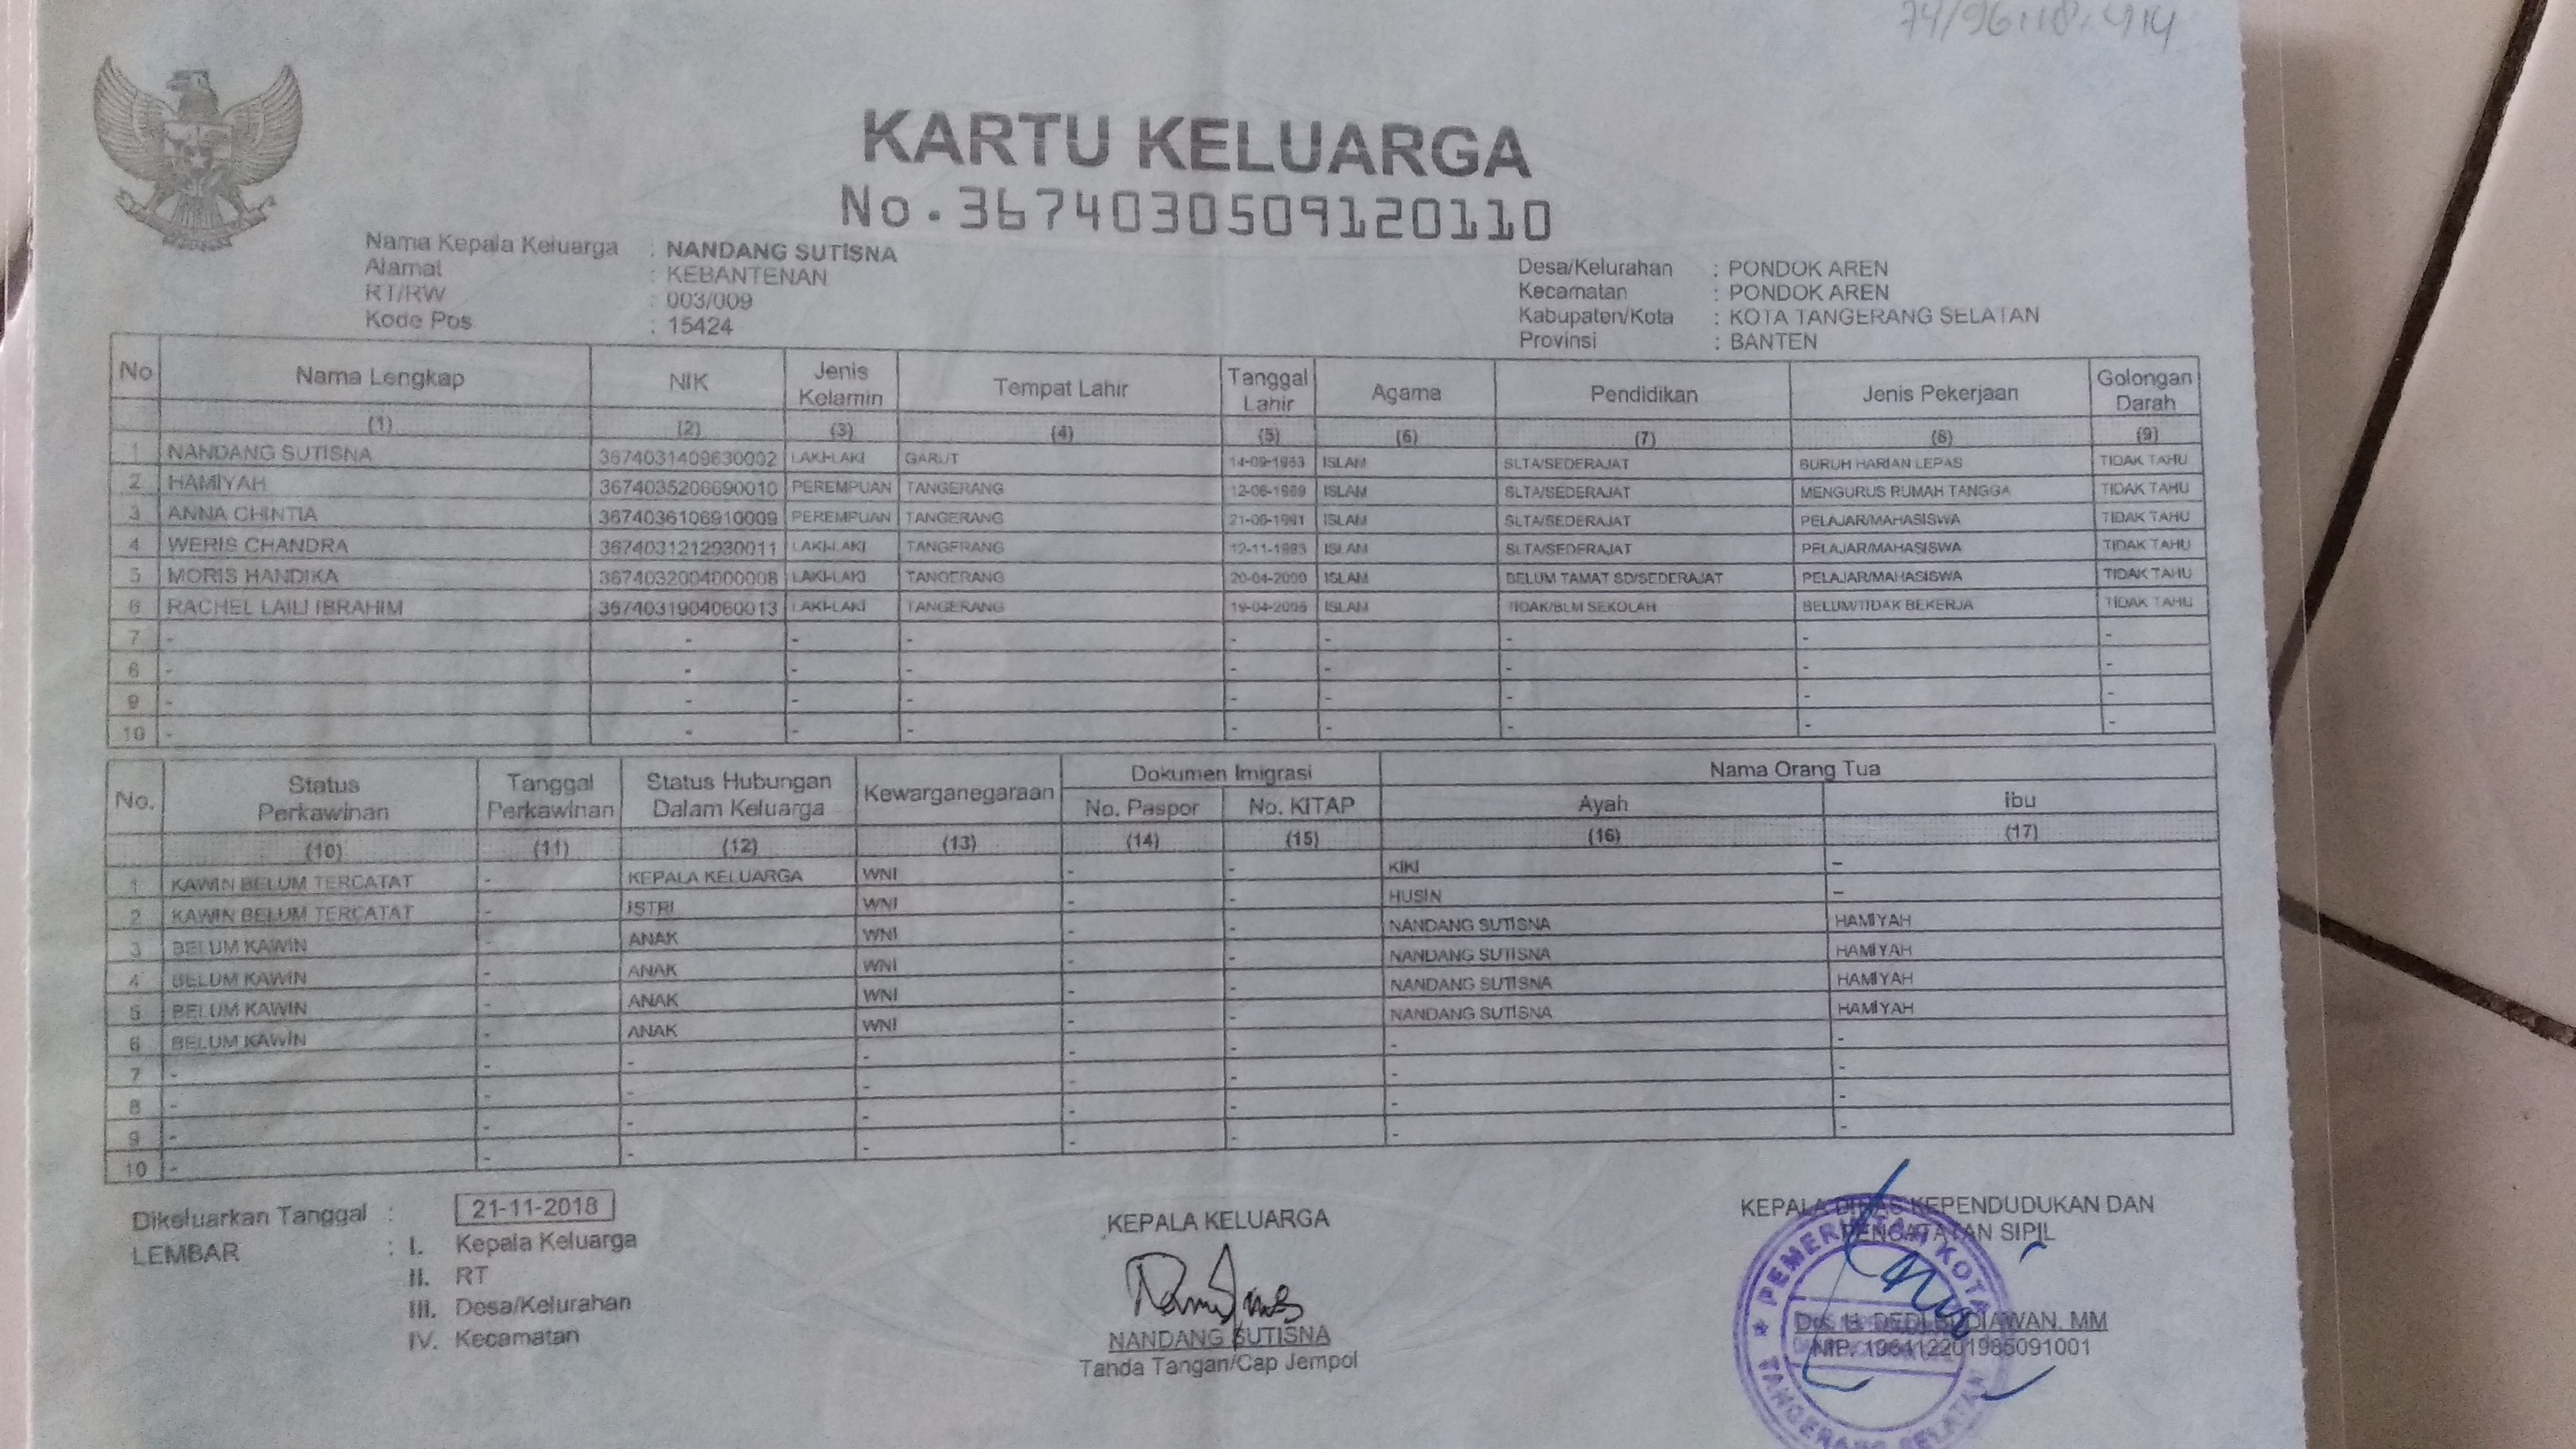 74/96.18.414
KARTU KELUARGA
No. 3674030509120110
Nama Kepala Keluarga : NANDANG SUTISNA
Alamat : KEBANTENAN
RT/RW : 003/009
Kode Pos : 15424
Desa/Kelurahan : PONDOK AREN
Kecamatan : PONDOK AREN
Kabupaten/Kota : KOTA TANGERANG SELATAN
Provinsi : BANTEN
No Nama Lengkap NIK Jenis Kelamin Tempat Lahir Tanggal Lahir Agama Pendidikan Jenis Pekerjaan Golongan Darah
(1) (2) (3) (4) (5) (6) (7) (8) (9)
1 NANDANG SUTISNA 3674031409630002 LAKI-LAKI GARUT 14-09-1963 ISLAM SLTA/SEDERAJAT BURUH HARIAN LEPAS TIDAK TAHU
2 HAMIYAH 3674035206690010 PEREMPUAN TANGERANG 12-06-1969 ISLAM SLTA/SEDERAJAT MENGURUS RUMAH TANGGA TIDAK TAHU
3 ANNA CHINTIA 3674036106910009 PEREMPUAN TANGERANG 21-06-1991 ISLAM SLTA/SEDERAJAT PELAJAR/MAHASISWA TIDAK TAHU
4 WERIS CHANDRA 3674031212930011 LAKI-LAKI TANGERANG 12-11-1993 ISLAM SLTA/SEDERAJAT PELAJAR/MAHASISWA TIDAK TAHU
5 MORIS HANDIKA 3674032004000008 LAKI-LAKI TANGERANG 20-04-2000 ISLAM BELUM TAMAT SD/SEDERAJAT PELAJAR/MAHASISWA TIDAK TAHU
6 RACHEL LAILI IBRAHIM 3674031904060013 LAKI-LAKI TANGERANG 19-04-2006 ISLAM TIDAK/BLM SEKOLAH BELUM/TIDAK BEKERJA TIDAK TAHU
7 - - - - - - - - -
8 - - - - - - - - -
9 - - - - - - - - -
10 - - - - - - - - -
No. Status Perkawinan Tanggal Perkawinan Status Hubungan Dalam Keluarga Kewarganegaraan Dokumen Imigrasi Nama Orang Tua
No. Paspor No. KITAP Ayah Ibu
(10) (11) (12) (13) (14) (15) (16) (17)
1 KAWIN BELUM TERCATAT - KEPALA KELUARGA WNI - - KIKI -
2 KAWIN BELUM TERCATAT - ISTRI WNI - - HUSIN -
3 BELUM KAWIN - ANAK WNI - - NANDANG SUTISNA HAMIYAH
4 BELUM KAWIN - ANAK WNI - - NANDANG SUTISNA HAMIYAH
5 BELUM KAWIN - ANAK WNI - - NANDANG SUTISNA HAMIYAH
6 BELUM KAWIN - ANAK WNI - - NANDANG SUTISNA HAMIYAH
7 - - - - - - - -
8 - - - - - - - -
9 - - - - - - - -
10 - - - - - - - -
Dikeluarkan Tanggal : 21-11-2018
LEMBAR : I. Kepala Keluarga
II. RT
III. Desa/Kelurahan
IV. Kecamatan
KEPALA KELUARGA
NANDANG SUTISNA
Tanda Tangan/Cap Jempol
KEPALA DINAS KEPENDUDUKAN DAN
PENCATATAN SIPIL
Drs. H. DEDI BUDIAWAN, MM
NIP. 196412201985091001
PEMERINTAH KOTA
TANGERANG SELATAN